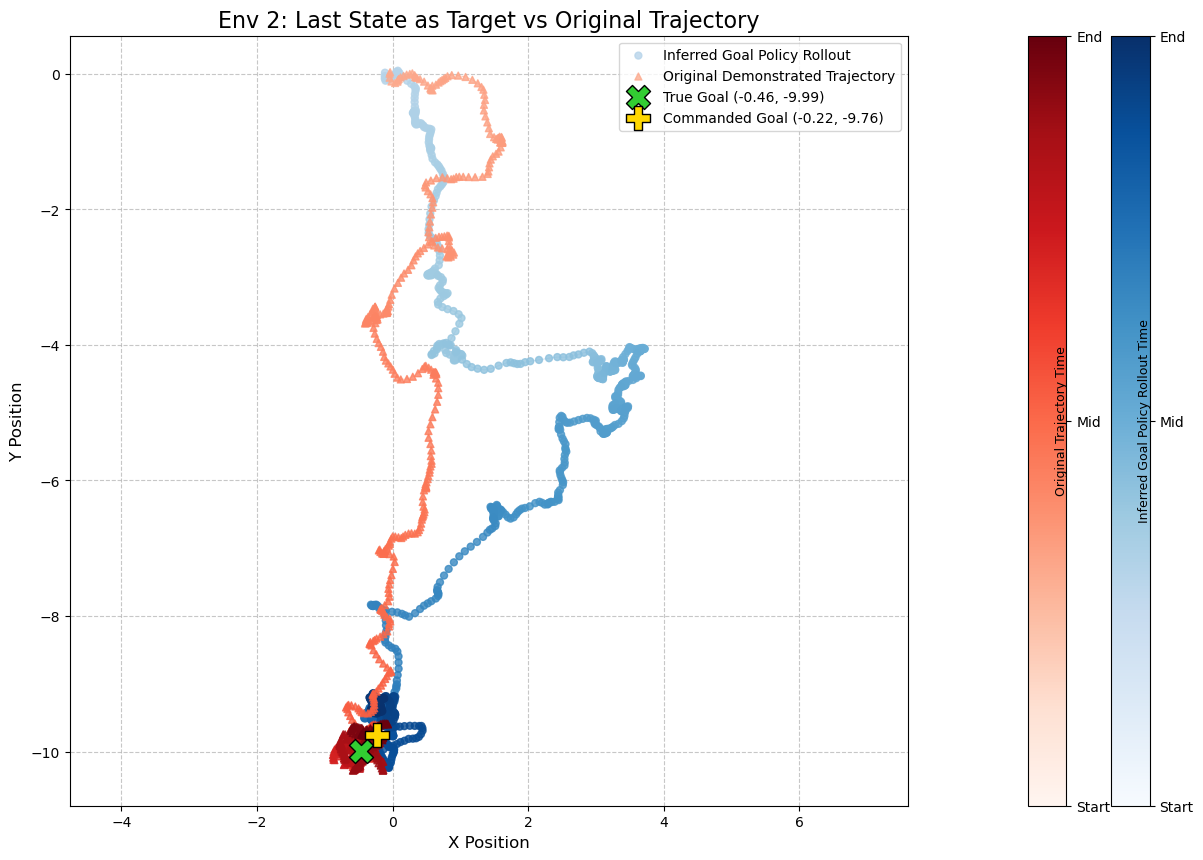 Env 2: Last State as Target vs Original Trajectory
Inferred Goal Policy Rollout
Original Demonstrated Trajectory
True Goal (-0.46, -9.99)
Commanded Goal (-0.22, -9.76)
Y Position
0
−2
−4
−6
−8
−10
−4
−2
0
2
4
6
X Position
End
Mid
Start
Original Trajectory Time
End
Mid
Start
Inferred Goal Policy Rollout Time